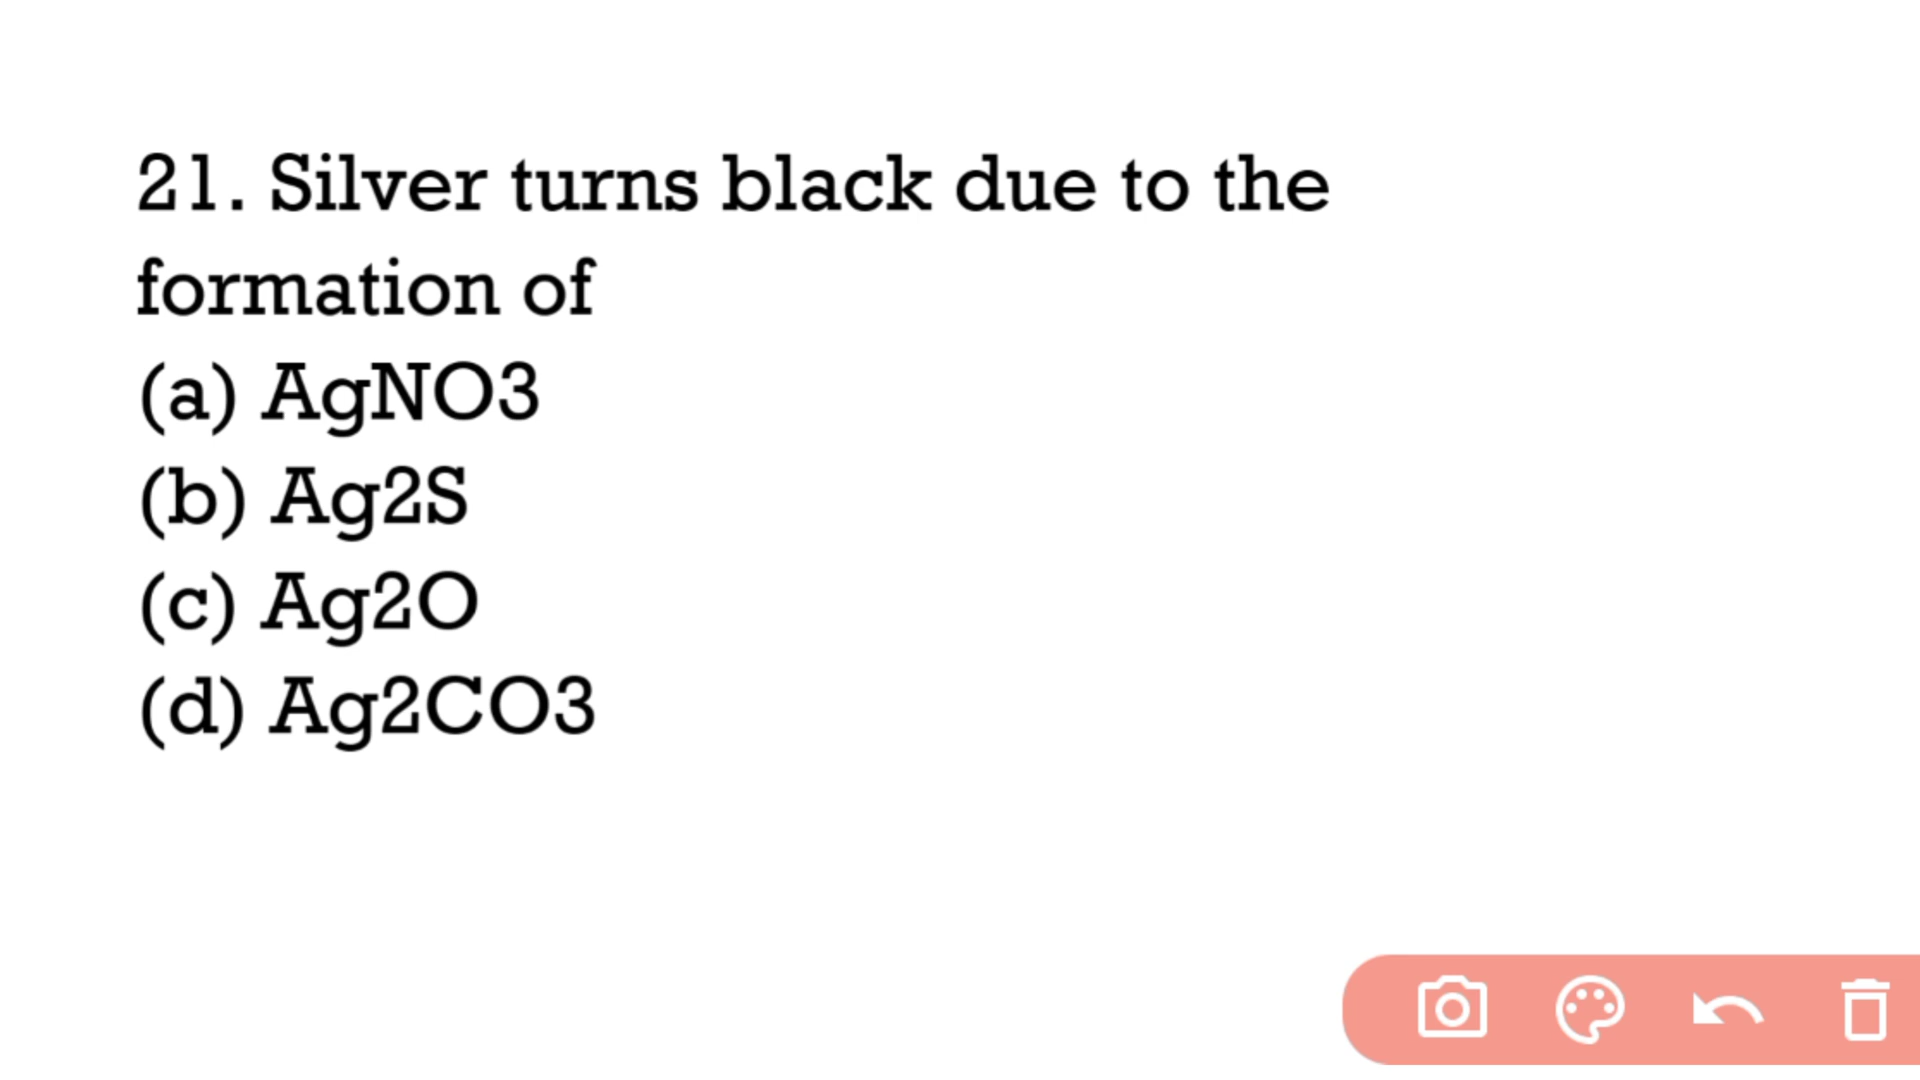 21. Silver turns black due to the
formation of
(a) AgNO3
(b) Ag2S
(c) Ag2O
(d) Ag2CO3